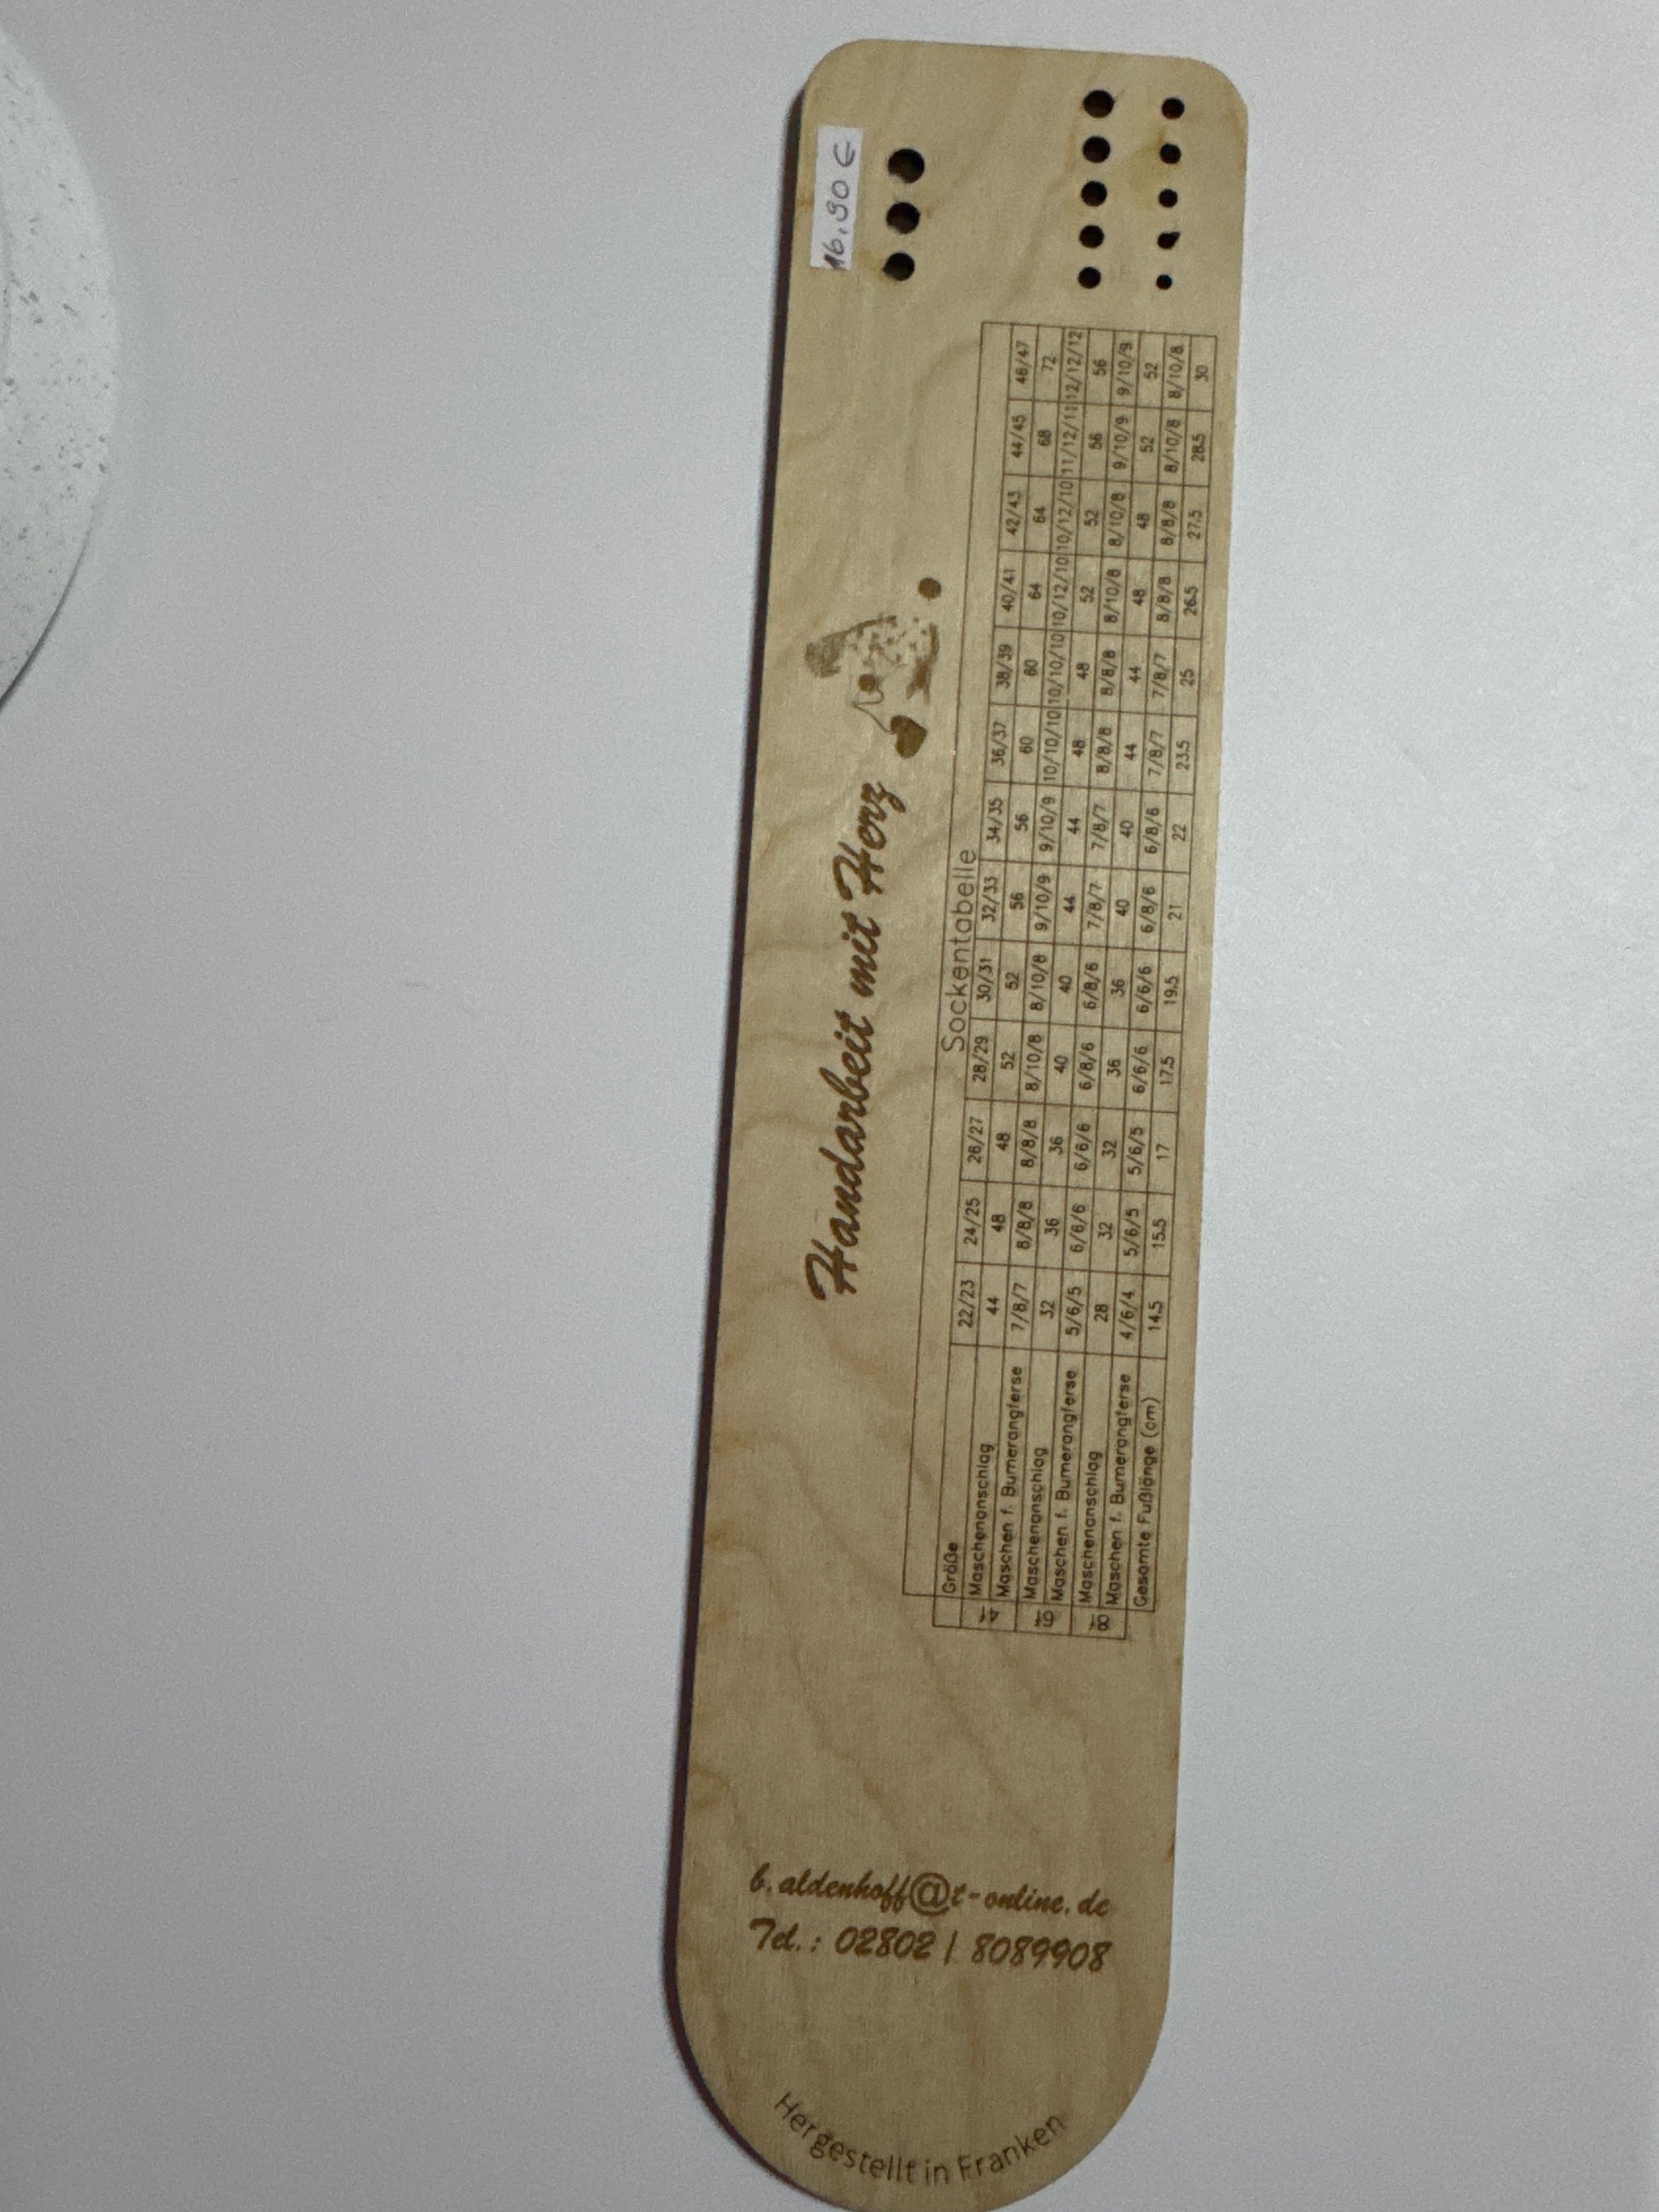 16,90 €
Handarbeit mit Herz
Sockentabelle
Größe 22/23 24/25 26/27 28/29 30/31 32/33 34/35 36/37 38/39 40/41 42/43 44/45 46/47
4f Maschenanschlag 44 48 48 52 52 56 56 60 60 64 64 68 72
Maschen f. Bumerangferse 7/8/7 8/8/8 8/8/8 8/10/8 8/10/8 9/10/9 9/10/9 10/10/10 10/10/10 10/12/10 10/12/10 11/12/11 12/12/12
6f Maschenanschlag 32 36 36 40 40 44 44 48 48 52 52 56 56
Maschen f. Bumerangferse 5/6/5 6/6/6 6/6/6 6/8/6 6/8/6 7/8/7 7/8/7 8/8/8 8/8/8 8/10/8 8/10/8 9/10/9 9/10/9
8f Maschenanschlag 28 32 32 36 36 40 40 44 44 48 48 52 52
Maschen f. Bumerangferse 4/6/4 5/6/5 5/6/5 6/6/6 6/6/6 6/8/6 6/8/6 7/8/7 7/8/7 8/8/8 8/8/8 8/10/8 8/10/8
Gesamte Fußlänge (cm) 14.5 15.5 17 17.5 19.5 21 22 23.5 25 26.5 27.5 28.5 30
b.aldenhoff@t-online.de
Tel.: 02802 / 8089908
Hergestellt in Franken